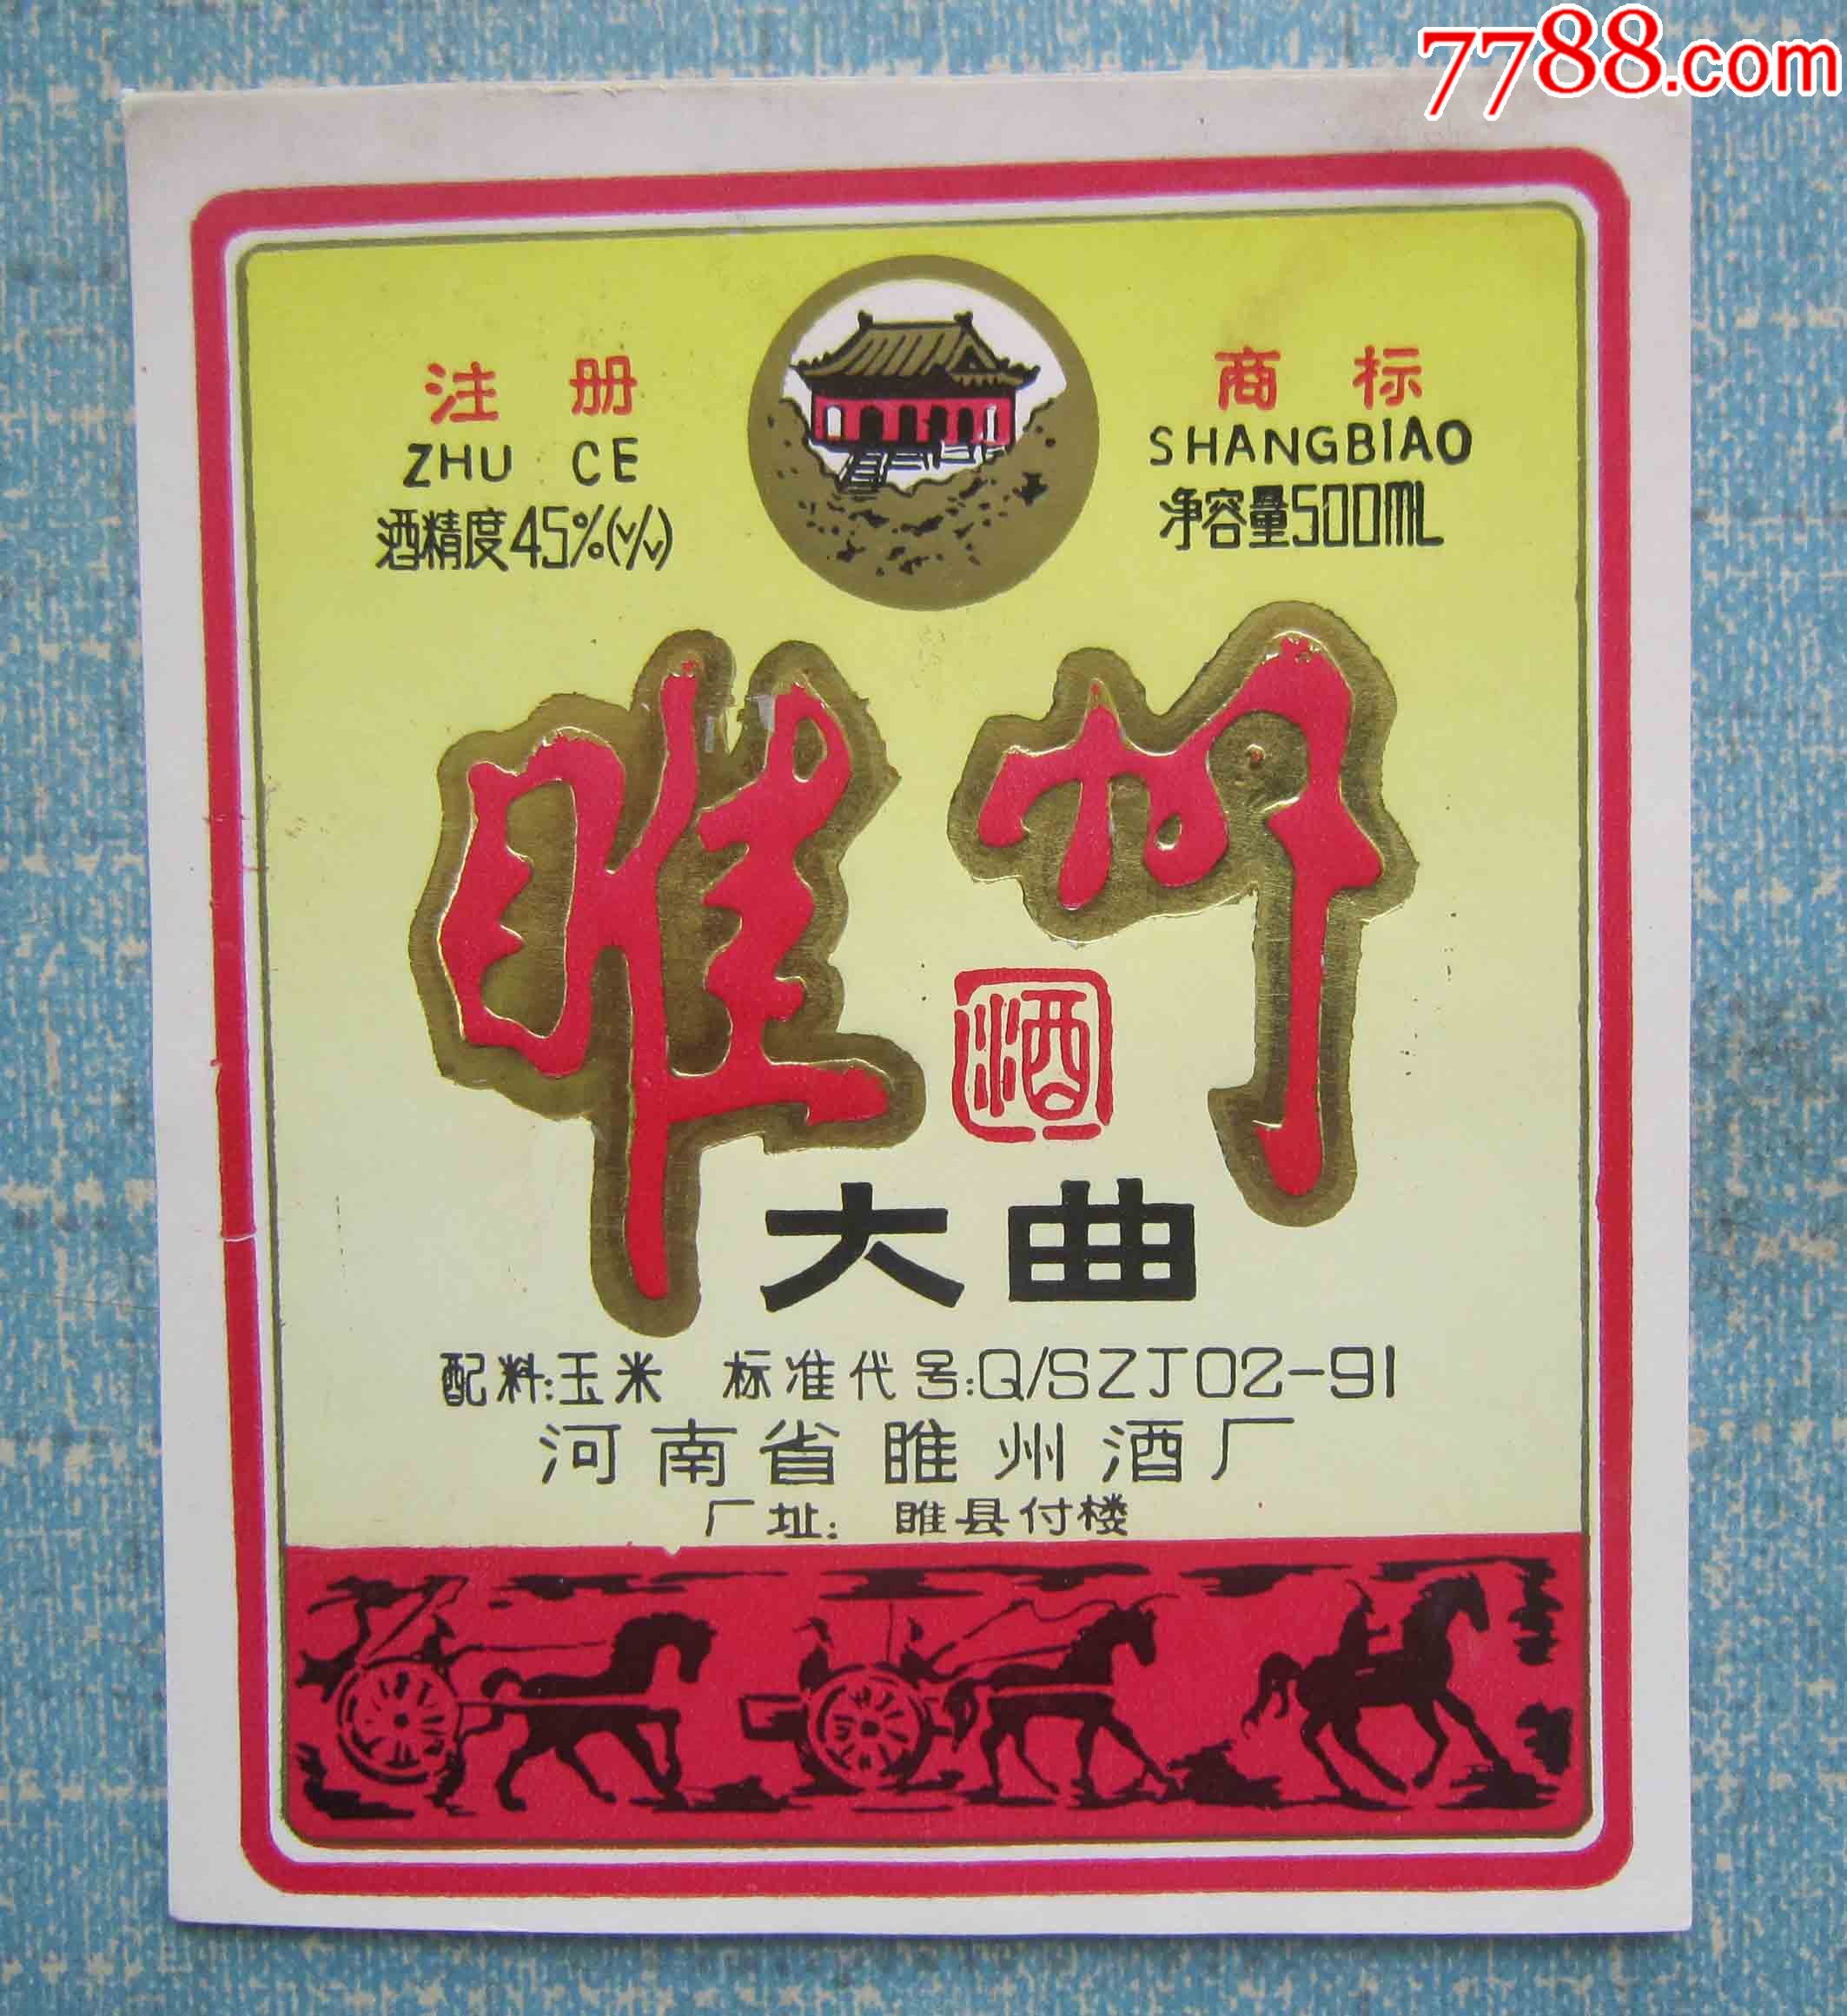 7788.com
注册 商标
ZHU CE SHANGBIAO
酒精度45%(V/V) 净容量500ML
睢州
酒
大曲
配料:玉米 标准代号:Q/SZJ02-91
河南省睢州酒厂
厂址: 睢县付楼